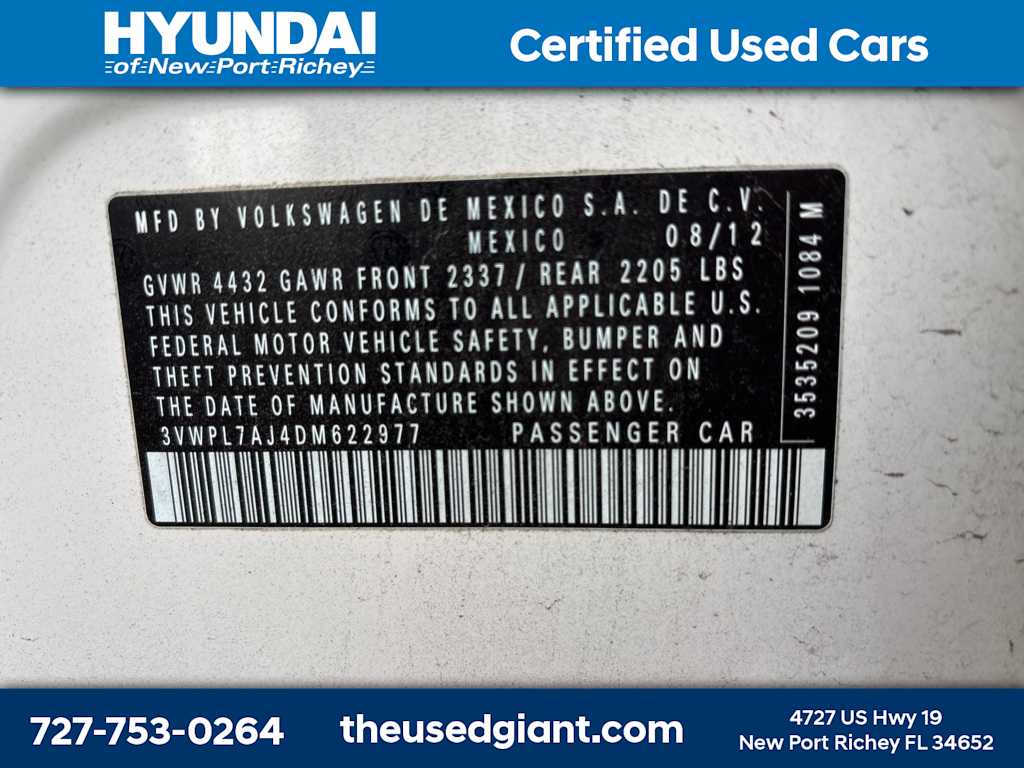 HYUNDAI
of New Port Richey
Certified Used Cars
MFD BY VOLKSWAGEN DE MEXICO S.A. DE C.V.
MEXICO 08/12
GVWR 4432 GAWR FRONT 2337/ REAR 2205 LBS
THIS VEHICLE CONFORMS TO ALL APPLICABLE U.S.
FEDERAL MOTOR VEHICLE SAFETY, BUMPER AND
THEFT PREVENTION STANDARDS IN EFFECT ON
THE DATE OF MANUFACTURE SHOWN ABOVE.
3VWPL7AJ4DM622977 PASSENGER CAR
3535209 1084 M
727-753-0264
theusedgiant.com
4727 US Hwy 19
New Port Richey FL 34652